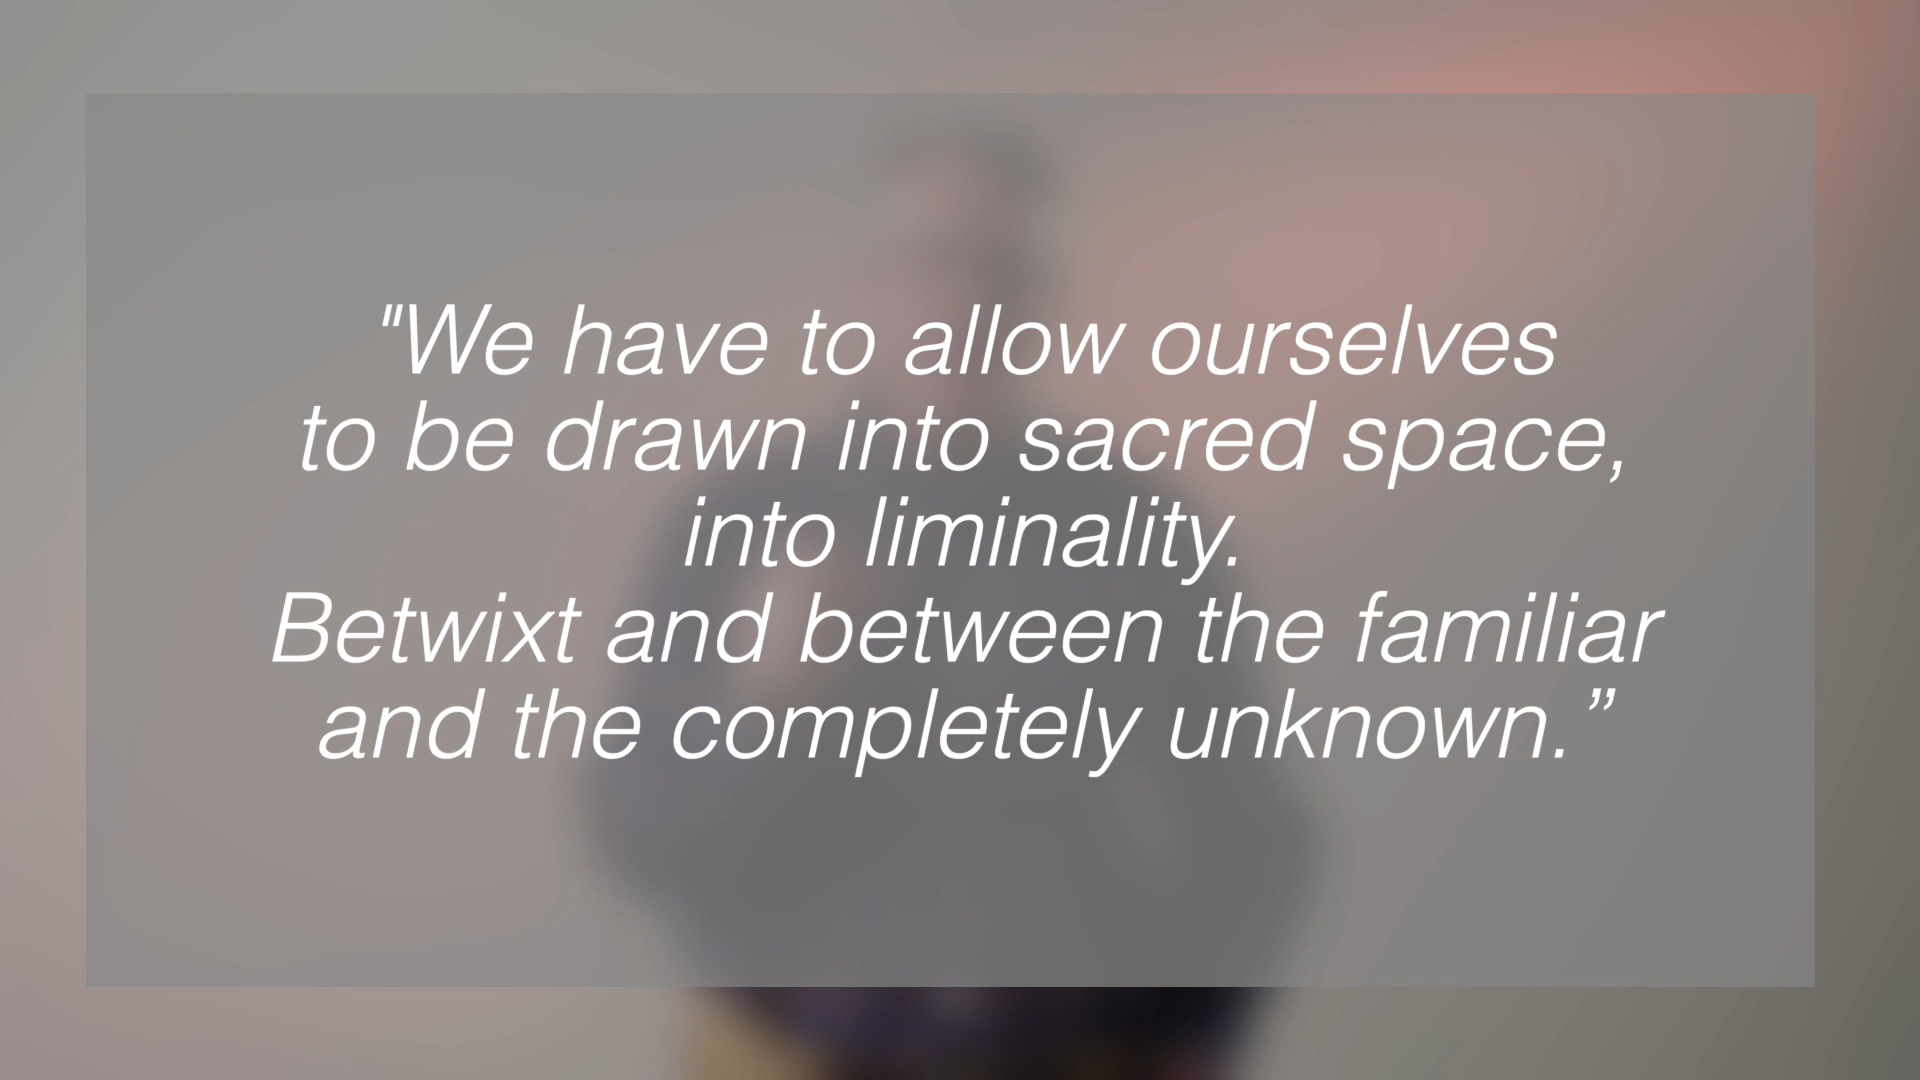 "We have to allow ourselves
to be drawn into sacred space,
into liminality.
Betwixt and between the familiar
and the completely unknown.”